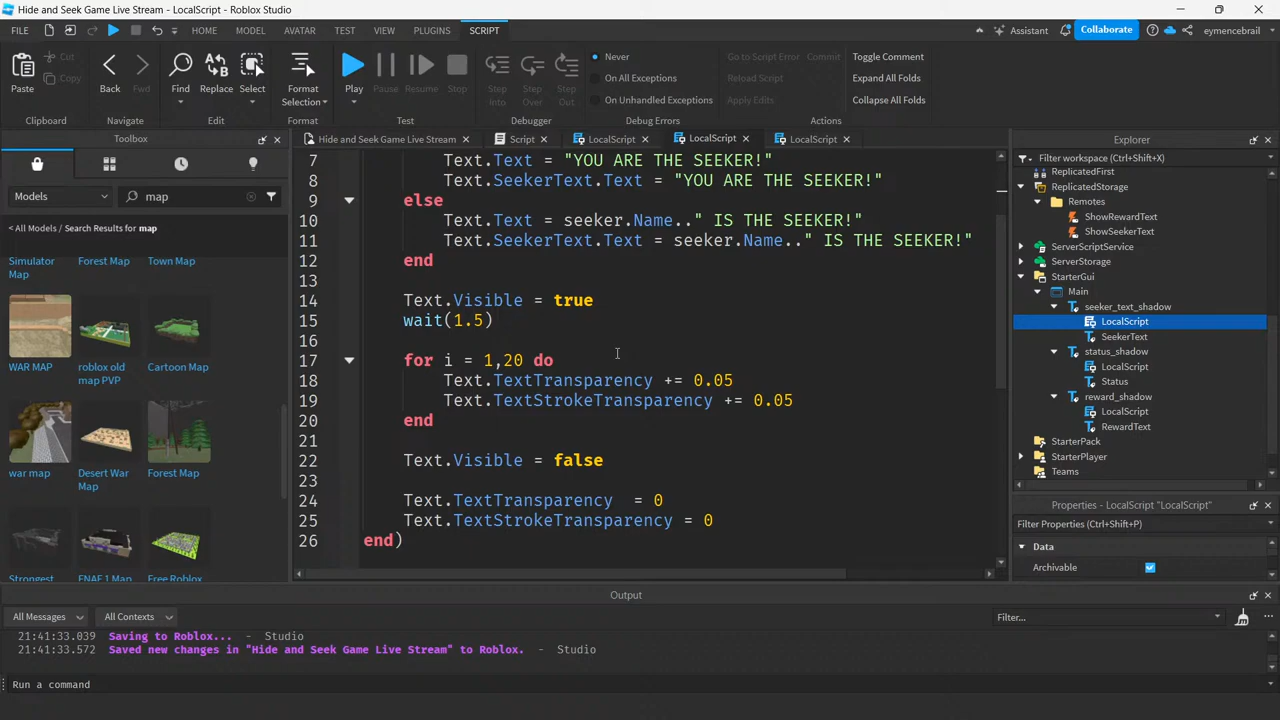 Hide and Seek Game Live Stream - LocalScript - Roblox Studio
FILE HOME MODEL AVATAR TEST VIEW PLUGINS SCRIPT Assistant Collaborate eymencebrail
Paste Cut Copy Back Fwd Find Replace Select Format Selection Play Pause Resume Stop Step Into Step Over Step Out Never On All Exceptions On Unhandled Exceptions Go to Script Error Commit Reload Script Apply Edits Toggle Comment Expand All Folds Collapse All Folds
Clipboard Navigate Edit Format Test Debugger Debug Errors Actions
Toolbox
Models map
< All Models / Search Results for map
Simulator Map
Forest Map
Town Map
WAR MAP
roblox old map PVP
Cartoon Map
war map
Desert War Map
Forest Map
Strongest
FNAF 1 Map
Free Roblox
Hide and Seek Game Live Stream Script LocalScript LocalScript LocalScript
7 Text.Text = "YOU ARE THE SEEKER!"
8 Text.SeekerText.Text = "YOU ARE THE SEEKER!"
9 else
10 Text.Text = seeker.Name.." IS THE SEEKER!"
11 Text.SeekerText.Text = seeker.Name.." IS THE SEEKER!"
12 end
13
14 Text.Visible = true
15 wait(1.5)
16
17 for i = 1,20 do
18 Text.TextTransparency += 0.05
19 Text.TextStrokeTransparency += 0.05
20 end
21
22 Text.Visible = false
23
24 Text.TextTransparency  = 0
25 Text.TextStrokeTransparency = 0
26 end)
Explorer
Filter workspace (Ctrl+Shift+X)
ReplicatedFirst
ReplicatedStorage
Remotes
ShowRewardText
ShowSeekerText
ServerScriptService
ServerStorage
StarterGui
Main
seeker_text_shadow
LocalScript
SeekerText
status_shadow
LocalScript
Status
reward_shadow
LocalScript
RewardText
StarterPack
StarterPlayer
Teams
Properties - LocalScript "LocalScript"
Filter Properties (Ctrl+Shift+P)
Data
Archivable
Output
All Messages All Contexts Filter...
21:41:33.039 Saving to Roblox... - Studio
21:41:33.572 Saved new changes in "Hide and Seek Game Live Stream" to Roblox. - Studio
Run a command